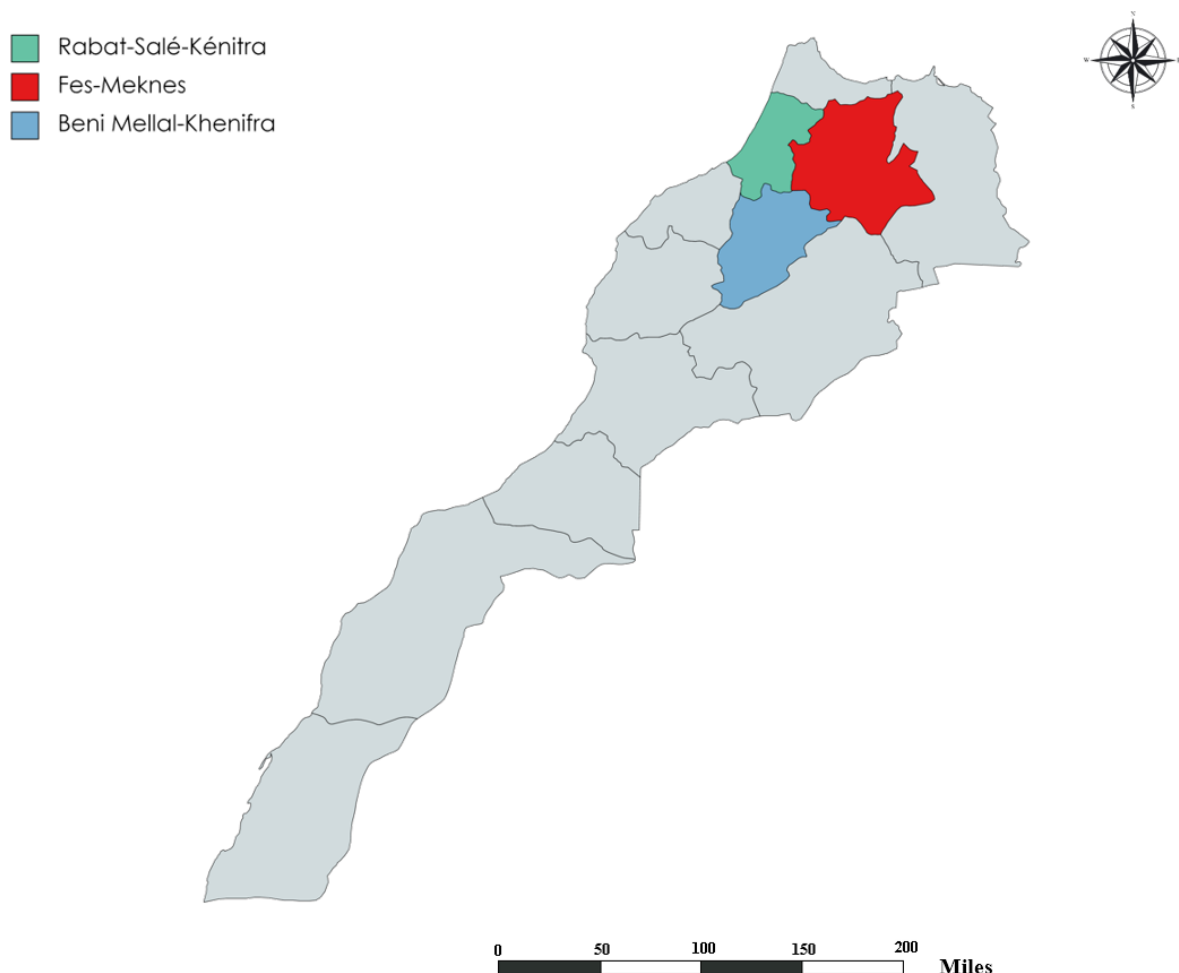 Rabat-Salé-Kénitra
Fes-Meknes
Beni Mellal-Khenifra
N
W
E
S
0 50 100 150 200
Miles